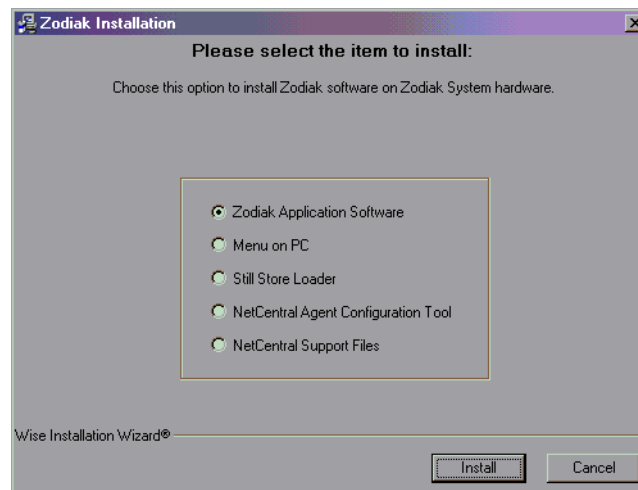 Zodiak Installation
Please select the item to install:
Choose this option to install Zodiak software on Zodiak System hardware.
Zodiak Application Software
Menu on PC
Still Store Loader
NetCentral Agent Configuration Tool
NetCentral Support Files
Wise Installation Wizard®
Install
Cancel